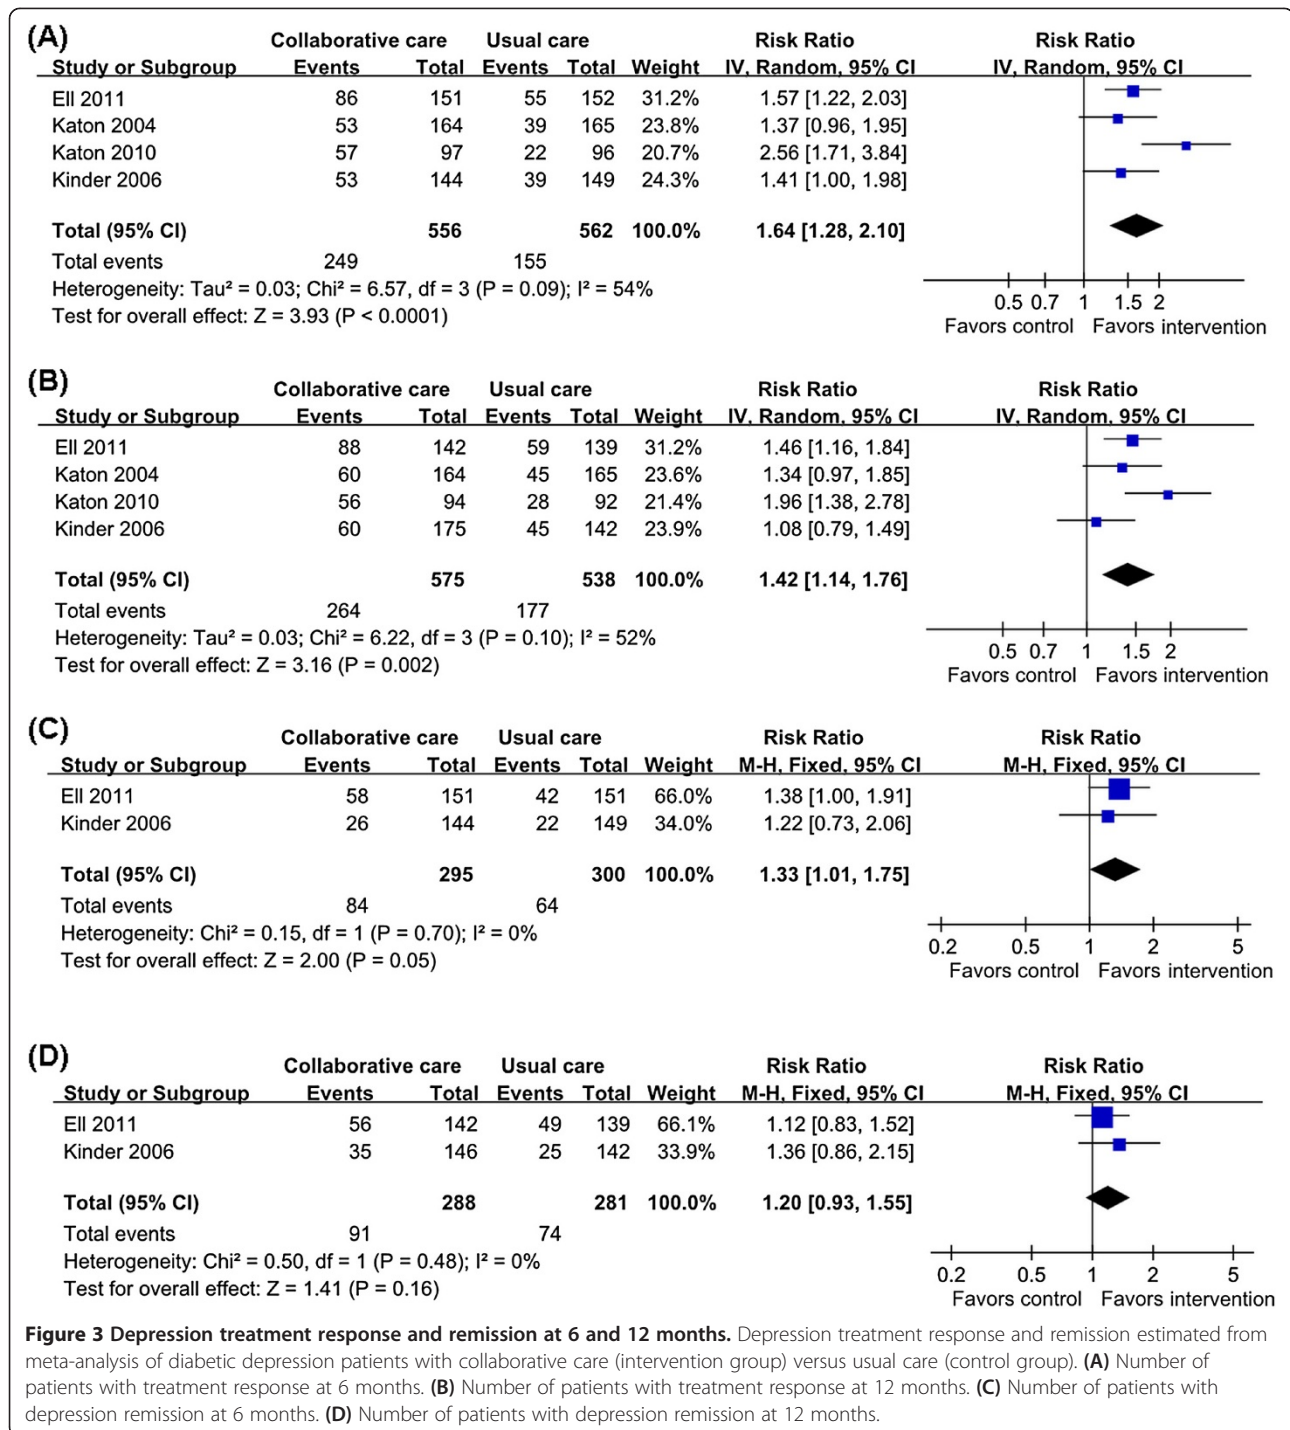 (A)
Collaborative care Usual care Risk Ratio Risk Ratio
Study or Subgroup Events Total Events Total Weight IV, Random, 95% CI IV, Random, 95% CI
Ell 2011 86 151 55 152 31.2% 1.57 [1.22, 2.03]
Katon 2004 53 164 39 165 23.8% 1.37 [0.96, 1.95]
Katon 2010 57 97 22 96 20.7% 2.56 [1.71, 3.84]
Kinder 2006 53 144 39 149 24.3% 1.41 [1.00, 1.98]
Total (95% CI) 556 562 100.0% 1.64 [1.28, 2.10]
Total events 249 155
Heterogeneity: Tau² = 0.03; Chi² = 6.57, df = 3 (P = 0.09); I² = 54%
Test for overall effect: Z = 3.93 (P < 0.0001)
0.5 0.7 1 1.5 2
Favors control Favors intervention
(B)
Collaborative care Usual care Risk Ratio Risk Ratio
Study or Subgroup Events Total Events Total Weight IV, Random, 95% CI IV, Random, 95% CI
Ell 2011 88 142 59 139 31.2% 1.46 [1.16, 1.84]
Katon 2004 60 164 45 165 23.6% 1.34 [0.97, 1.85]
Katon 2010 56 94 28 92 21.4% 1.96 [1.38, 2.78]
Kinder 2006 60 175 45 142 23.9% 1.08 [0.79, 1.49]
Total (95% CI) 575 538 100.0% 1.42 [1.14, 1.76]
Total events 264 177
Heterogeneity: Tau² = 0.03; Chi² = 6.22, df = 3 (P = 0.10); I² = 52%
Test for overall effect: Z = 3.16 (P = 0.002)
0.5 0.7 1 1.5 2
Favors control Favors intervention
(C)
Collaborative care Usual care Risk Ratio Risk Ratio
Study or Subgroup Events Total Events Total Weight M-H, Fixed, 95% CI M-H, Fixed, 95% CI
Ell 2011 58 151 42 151 66.0% 1.38 [1.00, 1.91]
Kinder 2006 26 144 22 149 34.0% 1.22 [0.73, 2.06]
Total (95% CI) 295 300 100.0% 1.33 [1.01, 1.75]
Total events 84 64
Heterogeneity: Chi² = 0.15, df = 1 (P = 0.70); I² = 0%
Test for overall effect: Z = 2.00 (P = 0.05)
0.2 0.5 1 2 5
Favors control Favors intervention
(D)
Collaborative care Usual care Risk Ratio Risk Ratio
Study or Subgroup Events Total Events Total Weight M-H, Fixed, 95% CI M-H, Fixed, 95% CI
Ell 2011 56 142 49 139 66.1% 1.12 [0.83, 1.52]
Kinder 2006 35 146 25 142 33.9% 1.36 [0.86, 2.15]
Total (95% CI) 288 281 100.0% 1.20 [0.93, 1.55]
Total events 91 74
Heterogeneity: Chi² = 0.50, df = 1 (P = 0.48); I² = 0%
Test for overall effect: Z = 1.41 (P = 0.16)
0.2 0.5 1 2 5
Favors control Favors intervention
Figure 3 Depression treatment response and remission at 6 and 12 months. Depression treatment response and remission estimated from
meta-analysis of diabetic depression patients with collaborative care (intervention group) versus usual care (control group). (A) Number of
patients with treatment response at 6 months. (B) Number of patients with treatment response at 12 months. (C) Number of patients with
depression remission at 6 months. (D) Number of patients with depression remission at 12 months.